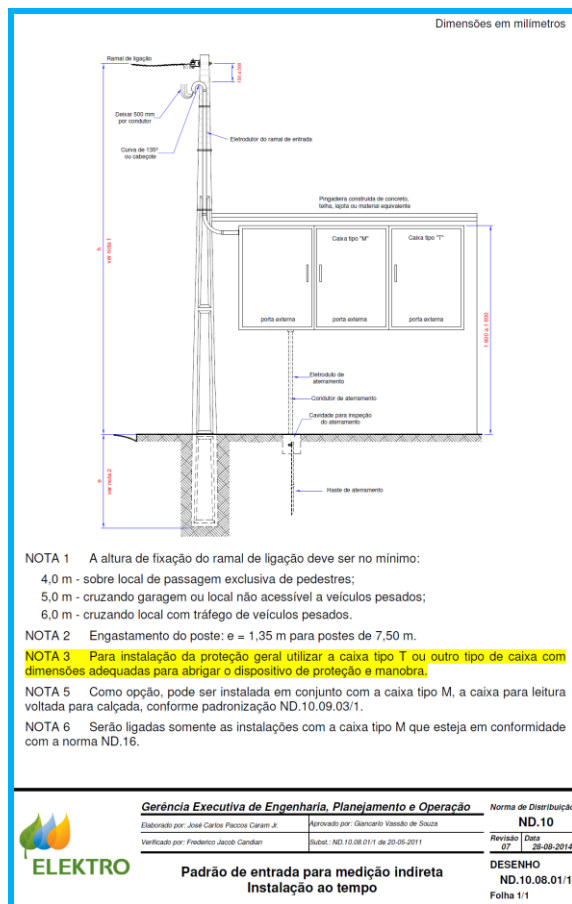 Dimensões em milímetros
Ramal de ligação
Deixar 500 mm
por condutor
Curva de 135º
ou cabeçote
Eletrodutor do ramal de entrada
Pingadeira construída de concreto,
telha, lajota ou material equivalente
h
ver nota 1
Caixa tipo "M"
Caixa tipo "T"
porta externa
porta externa
porta externa
Eletroduto de
aterramento
Condutor de aterramento
Cavidade para inspeção
do aterramento
e
ver nota 2
Haste de aterramento
NOTA 1 A altura de fixação do ramal de ligação deve ser no mínimo:
4,0 m - sobre local de passagem exclusiva de pedestres;
5,0 m - cruzando garagem ou local não acessível a veículos pesados;
6,0 m - cruzando local com tráfego de veículos pesados.
NOTA 2 Engastamento do poste: e = 1,35 m para postes de 7,50 m.
NOTA 3 Para instalação da proteção geral utilizar a caixa tipo T ou outro tipo de caixa com
dimensões adequadas para abrigar o dispositivo de proteção e manobra.
NOTA 5 Como opção, pode ser instalada em conjunto com a caixa tipo M, a caixa para leitura
voltada para calçada, conforme padronização ND.10.09.03/1.
NOTA 6 Serão ligadas somente as instalações com a caixa tipo M que esteja em conformidade
com a norma ND.16.
ELEKTRO
Gerência Executiva de Engenharia, Planejamento e Operação
Elaborado por: José Carlos Paccos Caram Jr.
Aprovado por: Giancarlo Vassão de Souza
Verificado por: Frederico Jacob Candian
Subst.: ND.10.08.01/1 de 20-05-2011
Padrão de entrada para medição indireta
Instalação ao tempo
Norma de Distribuição
ND.10
Revisão
07
Data
28-08-2014
DESENHO
ND.10.08.01/1
Folha 1/1